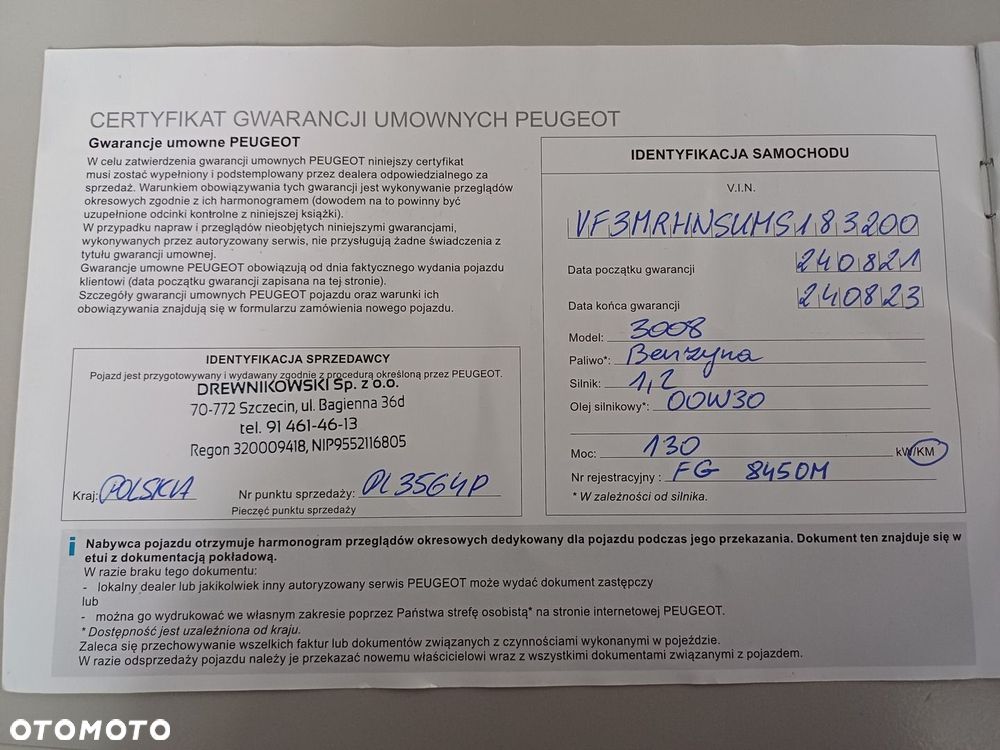 CERTYFIKAT GWARANCJI UMOWNYCH PEUGEOT
Gwarancje umowne PEUGEOT
W celu zatwierdzenia gwarancji umownych PEUGEOT niniejszy certyfikat
musi zostać wypełniony i podstemplowany przez dealera odpowiedzialnego za
sprzedaż. Warunkiem obowiązywania tych gwarancji jest wykonywanie przeglądów
okresowych zgodnie z ich harmonogramem (dowodem na to powinny być
uzupełnione odcinki kontrolne z niniejszej książki).
W przypadku napraw i przeglądów nieobjętych niniejszymi gwarancjami,
wykonywanych przez autoryzowany serwis, nie przysługują żadne świadczenia z
tytułu gwarancji umownej.
Gwarancje umowne PEUGEOT obowiązują od dnia faktycznego wydania pojazdu
klientowi (data początku gwarancji zapisana na tej stronie).
Szczegóły gwarancji umownych PEUGEOT pojazdu oraz warunki ich
obowiązywania znajdują się w formularzu zamówienia nowego pojazdu.
IDENTYFIKACJA SPRZEDAWCY
Pojazd jest przygotowywany i wydawany zgodnie z procedurą określoną przez PEUGEOT.
DREWNIKOWSKI Sp. z o.o.
70-772 Szczecin, ul. Bagienna 36d
tel. 91 461-46-13
Regon 320009418, NIP9552116805
Kraj: POLSKA Nr punktu sprzedaży: PL3564P
Pieczęć punktu sprzedaży
IDENTYFIKACJA SAMOCHODU
V.I.N.
VF3MRHNSUMS183200
Data początku gwarancji 240821
Data końca gwarancji 240823
Model: 3008
Paliwo*: Benzyna
Silnik: 1,2
Olej silnikowy*: 00W30
Moc: 130 kW/KM
Nr rejestracyjny : FG 8450M
* W zależności od silnika.
i Nabywca pojazdu otrzymuje harmonogram przeglądów okresowych dedykowany dla pojazdu podczas jego przekazania. Dokument ten znajduje się w
etui z dokumentacją pokładową.
W razie braku tego dokumentu:
- lokalny dealer lub jakikolwiek inny autoryzowany serwis PEUGEOT może wydać dokument zastępczy
lub
- można go wydrukować we własnym zakresie poprzez Państwa strefę osobistą* na stronie internetowej PEUGEOT.
* Dostępność jest uzależniona od kraju.
Zaleca się przechowywanie wszelkich faktur lub dokumentów związanych z czynnościami wykonanymi w pojeździe.
W razie odsprzedaży pojazdu należy je przekazać nowemu właścicielowi wraz z wszystkimi dokumentami związanymi z pojazdem.
OTOMOTO